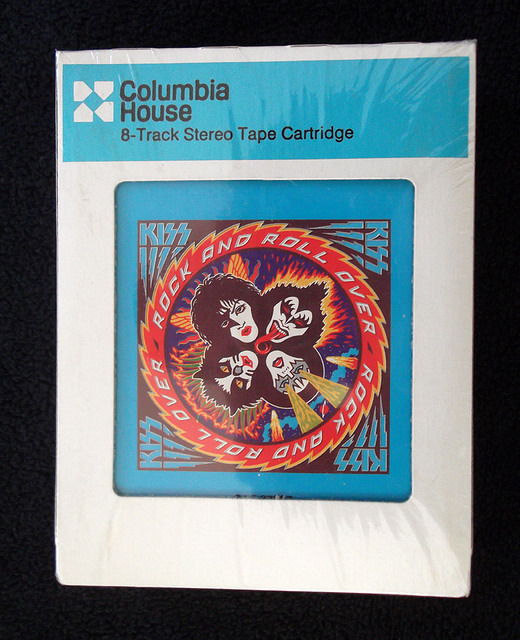 Columbia
House
8-Track Stereo Tape Cartridge
KISS
KISS
ROCK AND ROLL OVER - ROCK AND ROLL OVER -
KISS
KISS